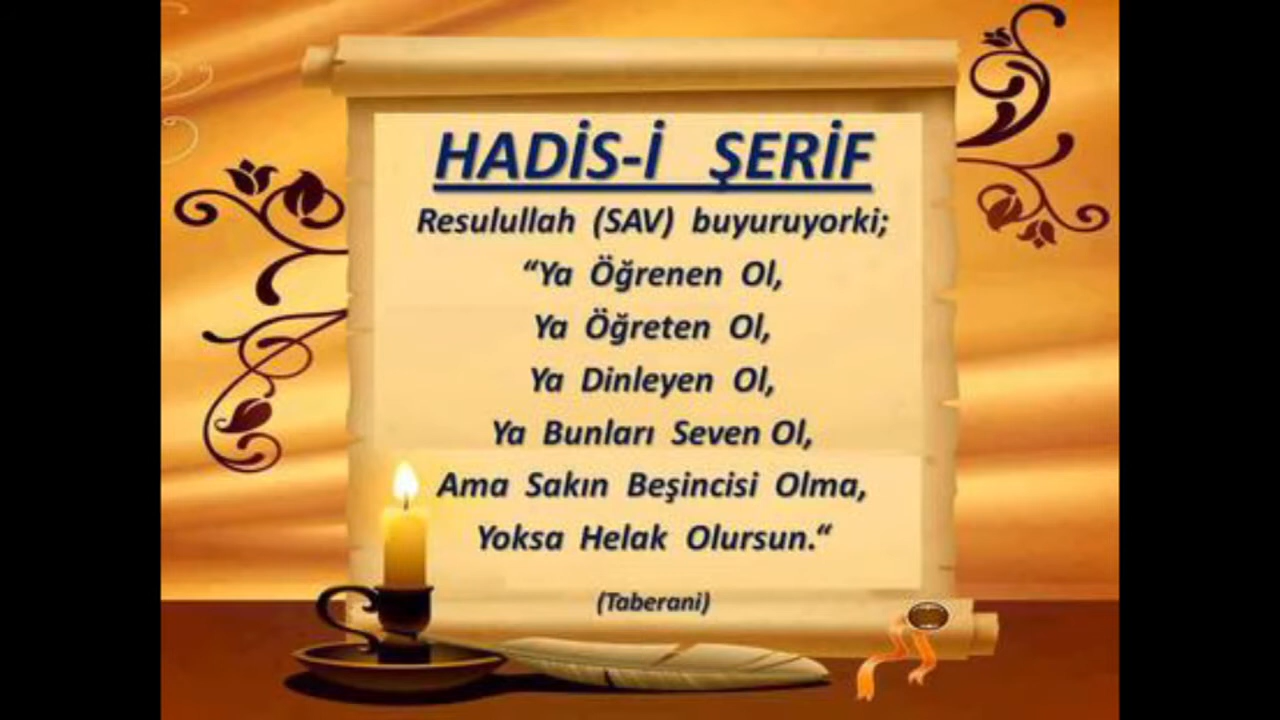 HADİS-İ ŞERİF
Resulullah (SAV) buyuruyorki;
“Ya Öğrenen Ol,
Ya Öğreten Ol,
Ya Dinleyen Ol,
Ya Bunları Seven Ol,
Ama Sakın Beşincisi Olma,
Yoksa Helak Olursun.“
(Taberani)